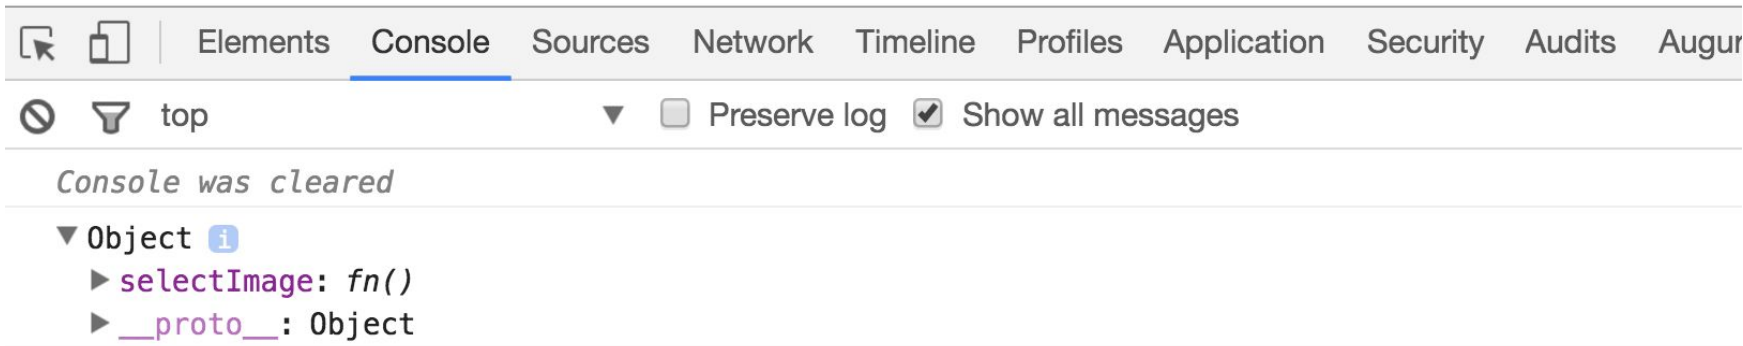 Elements Console Sources Network Timeline Profiles Application Security Audits Augur
top ▼ Preserve log Show all messages
Console was cleared
▼ Object i
▶ selectImage: fn()
▶ __proto__: Object